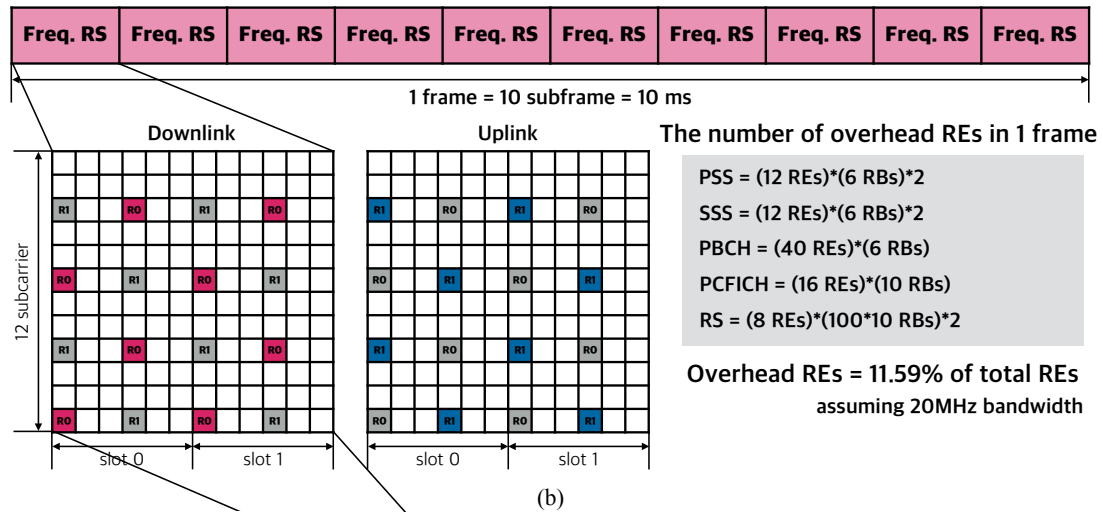 Freq. RS Freq. RS Freq. RS Freq. RS Freq. RS Freq. RS Freq. RS Freq. RS Freq. RS Freq. RS
1 frame = 10 subframe = 10 ms
Downlink
12 subcarrier
R1 R0 R1 R0
R0 R1 R0 R1
R1 R0 R1 R0
R0 R1 R0 R1
slot 0 slot 1
Uplink
R1 R0 R1 R0
R0 R1 R0 R1
R1 R0 R1 R0
R0 R1 R0 R1
slot 0 slot 1
The number of overhead REs in 1 frame
PSS = (12 REs)*(6 RBs)*2
SSS = (12 REs)*(6 RBs)*2
PBCH = (40 REs)*(6 RBs)
PCFICH = (16 REs)*(10 RBs)
RS = (8 REs)*(100*10 RBs)*2
Overhead REs = 11.59% of total REs
assuming 20MHz bandwidth
(b)